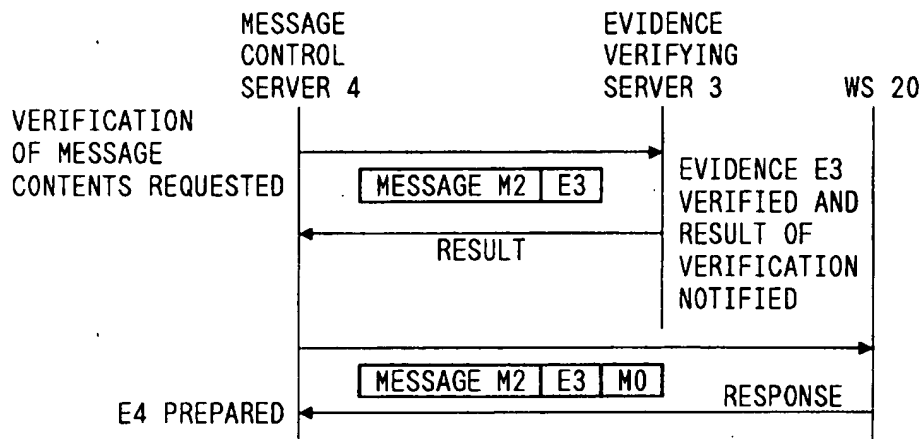 MESSAGE
CONTROL
SERVER 4
EVIDENCE
VERIFYING
SERVER 3
WS 20
VERIFICATION
OF MESSAGE
CONTENTS REQUESTED
MESSAGE M2 E3
RESULT
EVIDENCE E3
VERIFIED AND
RESULT OF
VERIFICATION
NOTIFIED
MESSAGE M2 E3 M0
RESPONSE
E4 PREPARED